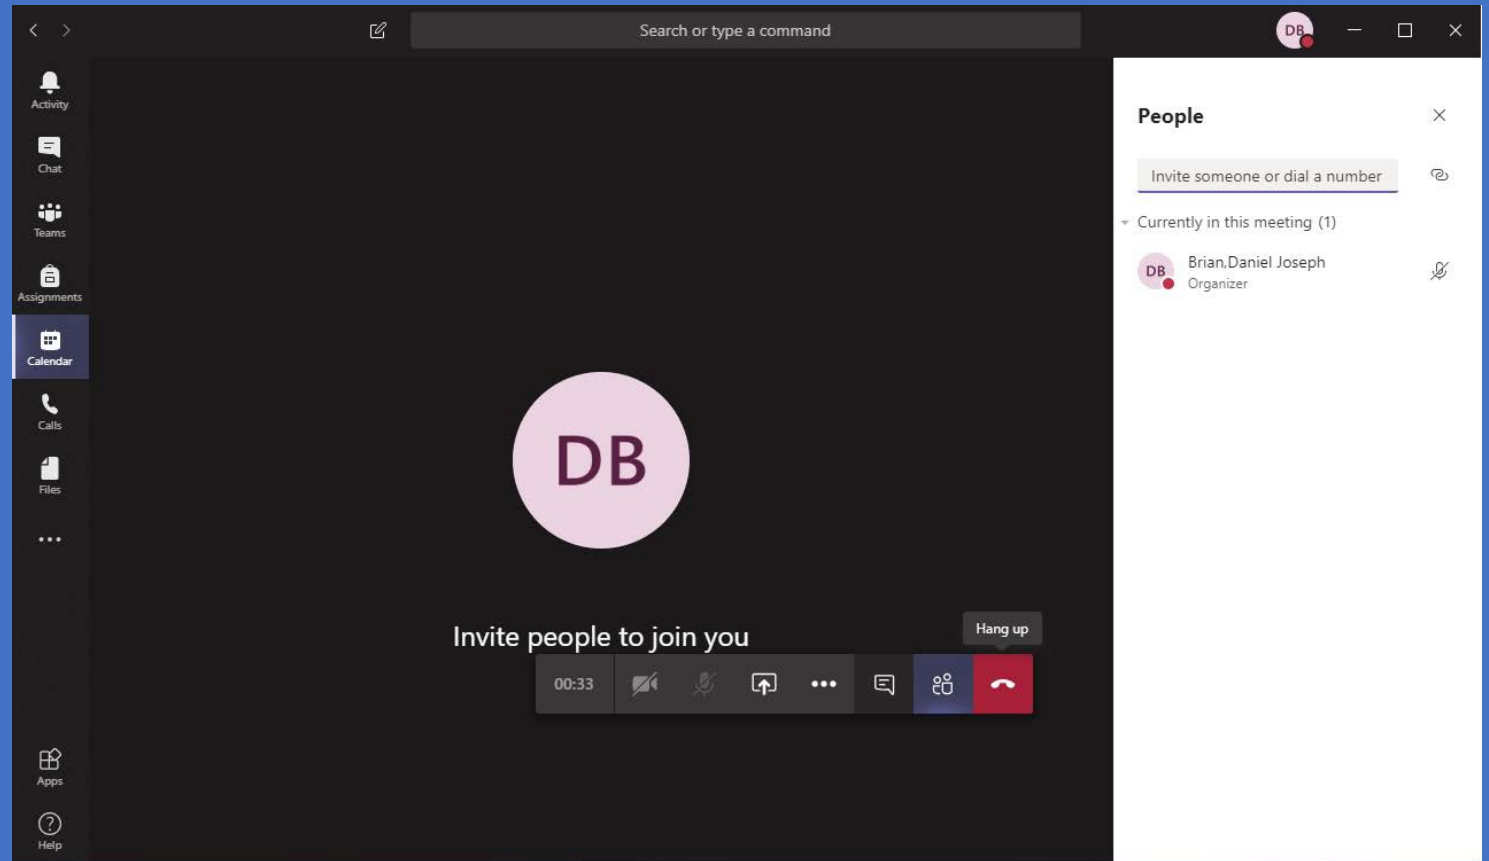 Search or type a command
DB
Activity
Chat
Teams
Assignments
Calendar
Calls
Files
Apps
Help
DB
Invite people to join you
Hang up
00:33
People
Invite someone or dial a number
Currently in this meeting (1)
DB
Brian,Daniel Joseph
Organizer